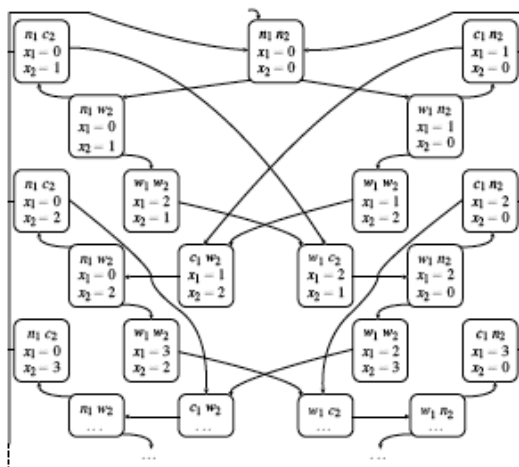 n₁ c₂
x₁ = 0
x₂ = 1
n₁ n₂
x₁ = 0
x₂ = 0
c₁ n₂
x₁ = 1
x₂ = 0
n₁ w₂
x₁ = 0
x₂ = 1
w₁ n₂
x₁ = 1
x₂ = 0
n₁ c₂
x₁ = 0
x₂ = 2
w₁ w₂
x₁ = 2
x₂ = 1
w₁ w₂
x₁ = 1
x₂ = 2
c₁ n₂
x₁ = 2
x₂ = 0
n₁ w₂
x₁ = 0
x₂ = 2
c₁ w₂
x₁ = 1
x₂ = 2
w₁ c₂
x₁ = 2
x₂ = 1
w₁ n₂
x₁ = 2
x₂ = 0
n₁ c₂
x₁ = 0
x₂ = 3
w₁ w₂
x₁ = 3
x₂ = 2
w₁ w₂
x₁ = 2
x₂ = 3
c₁ n₂
x₁ = 3
x₂ = 0
n₁ w₂
...
c₁ w₂
...
w₁ c₂
...
w₁ n₂
...
...
...